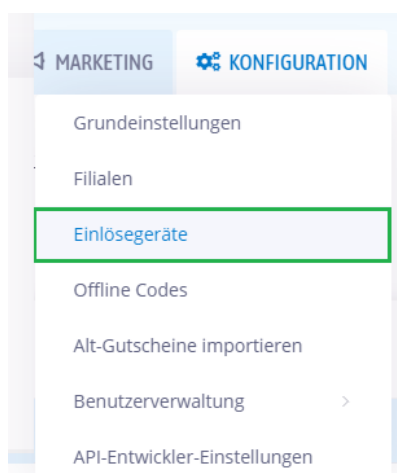 MARKETING KONFIGURATION
Grundeinstellungen
Filialen
Einlösegeräte
Offline Codes
Alt-Gutscheine importieren
Benutzerverwaltung
API-Entwickler-Einstellungen